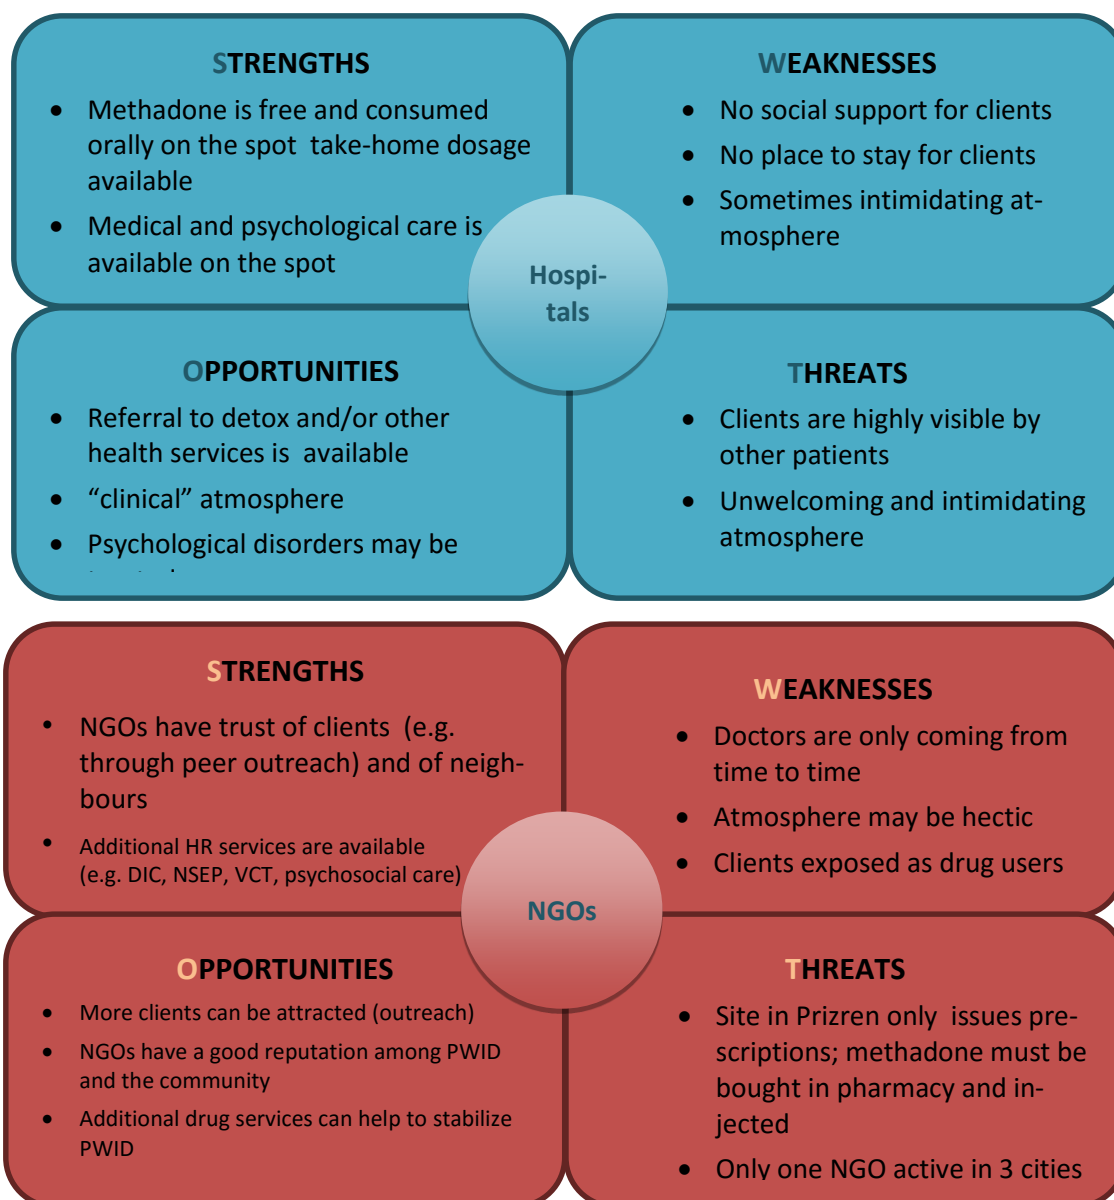 STRENGTHS
• Methadone is free and consumed
orally on the spot take-home dosage
available
• Medical and psychological care is
available on the spot
WEAKNESSES
• No social support for clients
• No place to stay for clients
• Sometimes intimidating at-
mosphere
Hospi-
tals
OPPORTUNITIES
• Referral to detox and/or other
health services is available
• “clinical” atmosphere
• Psychological disorders may be
THREATS
• Clients are highly visible by
other patients
• Unwelcoming and intimidating
atmosphere
STRENGTHS
• NGOs have trust of clients (e.g.
through peer outreach) and of neigh-
bours
• Additional HR services are available
(e.g. DIC, NSEP, VCT, psychosocial care)
WEAKNESSES
• Doctors are only coming from
time to time
• Atmosphere may be hectic
• Clients exposed as drug users
NGOs
OPPORTUNITIES
• More clients can be attracted (outreach)
• NGOs have a good reputation among PWID
and the community
• Additional drug services can help to stabilize
PWID
THREATS
• Site in Prizren only issues pre-
scriptions; methadone must be
bought in pharmacy and in-
jected
• Only one NGO active in 3 cities